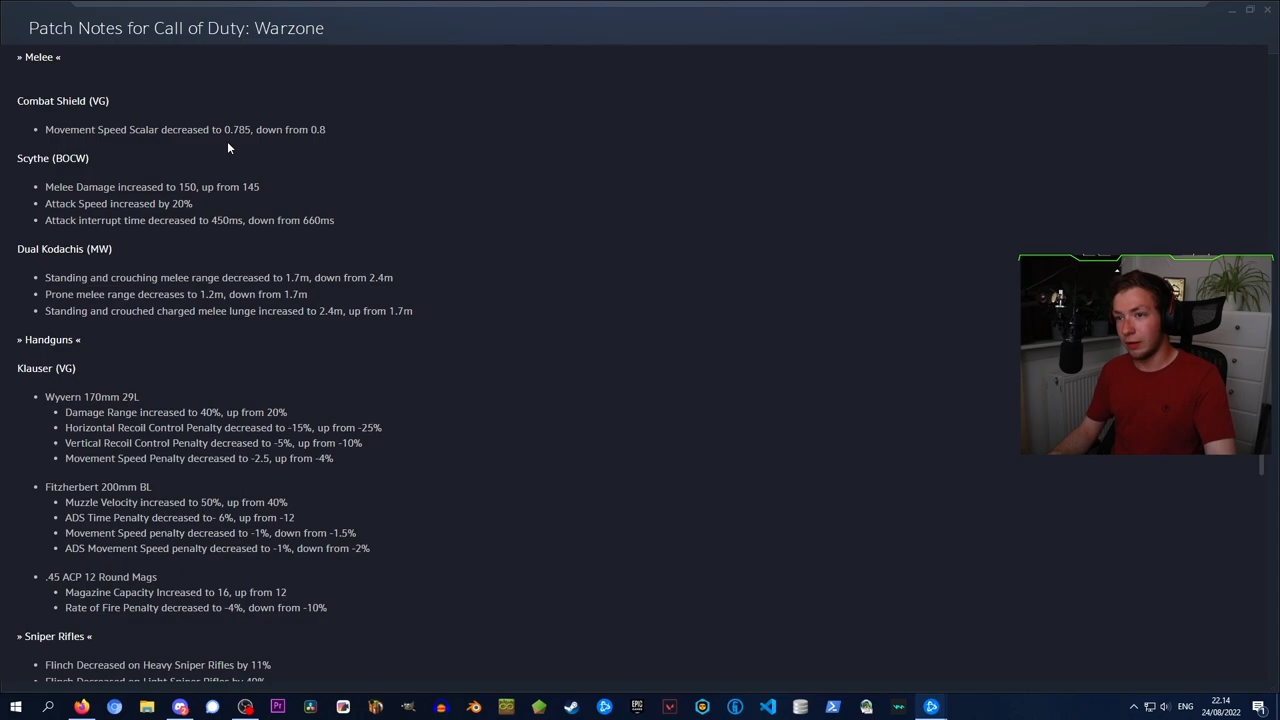 Patch Notes for Call of Duty: Warzone
» Melee «
Combat Shield (VG)
• Movement Speed Scalar decreased to 0.785, down from 0.8
Scythe (BOCW)
• Melee Damage increased to 150, up from 145
• Attack Speed increased by 20%
• Attack interrupt time decreased to 450ms, down from 660ms
Dual Kodachis (MW)
• Standing and crouching melee range decreased to 1.7m, down from 2.4m
• Prone melee range decreases to 1.2m, down from 1.7m
• Standing and crouched charged melee lunge increased to 2.4m, up from 1.7m
» Handguns «
Klauser (VG)
• Wyvern 170mm 29L
• Damage Range increased to 40%, up from 20%
• Horizontal Recoil Control Penalty decreased to -15%, up from -25%
• Vertical Recoil Control Penalty decreased to -5%, up from -10%
• Movement Speed Penalty decreased to -2.5, up from -4%
• Fitzherbert 200mm BL
• Muzzle Velocity increased to 50%, up from 40%
• ADS Time Penalty decreased to- 6%, up from -12
• Movement Speed penalty decreased to -1%, down from -1.5%
• ADS Movement Speed penalty decreased to -1%, down from -2%
• .45 ACP 12 Round Mags
• Magazine Capacity Increased to 16, up from 12
• Rate of Fire Penalty decreased to -4%, down from -10%
» Sniper Rifles «
• Flinch Decreased on Heavy Sniper Rifles by 11%
• Flinch Decreased on Light Sniper Rifles by 40%
Pr
EPIC
ENG
22.14
24/08/2022